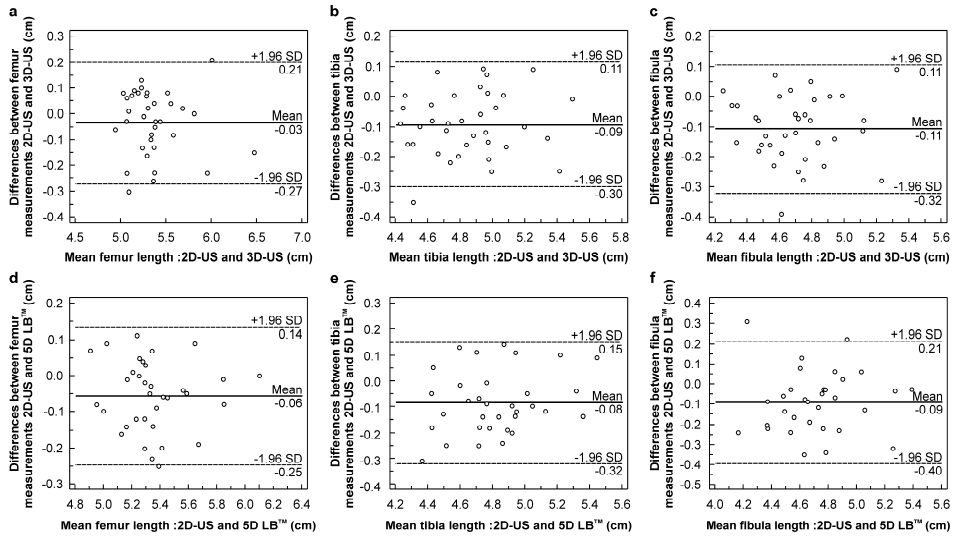 a
Differences between femur
measurements 2D-US and 3D-US (cm)
0.3
0.2
0.1
0.0
-0.1
-0.2
-0.3
-0.4
+1.96 SD
0.21
Mean
-0.03
-1.96 SD
-0.27
4.5 5.0 5.5 6.0 6.5 7.0
Mean femur length :2D-US and 3D-US (cm)
b
Differences between tibia
measurements 2D-US and 3D-US (cm)
0.2
0.1
0.0
-0.1
-0.2
-0.3
-0.4
+1.96 SD
0.11
Mean
-0.09
-1.96 SD
-0.30
4.4 4.6 4.8 5.0 5.2 5.4 5.6 5.8
Mean tibia length :2D-US and 3D-US (cm)
c
Differences between fibula
measurements 2D-US and 3D-US (cm)
0.2
0.1
0.0
-0.1
-0.2
-0.3
-0.4
+1.96 SD
0.11
Mean
-0.11
-1.96 SD
-0.32
4.2 4.4 4.6 4.8 5.0 5.2 5.4 5.6
Mean fibula length :2D-US and 3D-US (cm)
d
Differences between femur
measurements 2D-US and 5D LB™ (cm)
0.2
0.1
0.0
-0.1
-0.2
-0.3
+1.96 SD
0.14
Mean
-0.06
-1.96 SD
-0.25
4.8 5.0 5.2 5.4 5.6 5.8 6.0 6.2 6.4
Mean femur length :2D-US and 5D LB™ (cm)
e
Differences between tibia
measurements 2D-US and 5D LB™ (cm)
0.3
0.2
0.1
0.0
-0.1
-0.2
-0.3
-0.4
+1.96 SD
0.15
Mean
-0.08
-1.96 SD
-0.32
4.2 4.4 4.6 4.8 5.0 5.2 5.4 5.6
Mean tibia length :2D-US and 5D LB™ (cm)
f
Differences between fibula
measurements 2D-US and 5D LB™ (cm)
0.4
0.3
0.2
0.1
0.0
-0.1
-0.2
-0.3
-0.4
-0.5
+1.96 SD
0.21
Mean
-0.09
-1.96 SD
-0.40
4.0 4.2 4.4 4.6 4.8 5.0 5.2 5.4 5.6
Mean fibula length :2D-US and 5D LB™ (cm)